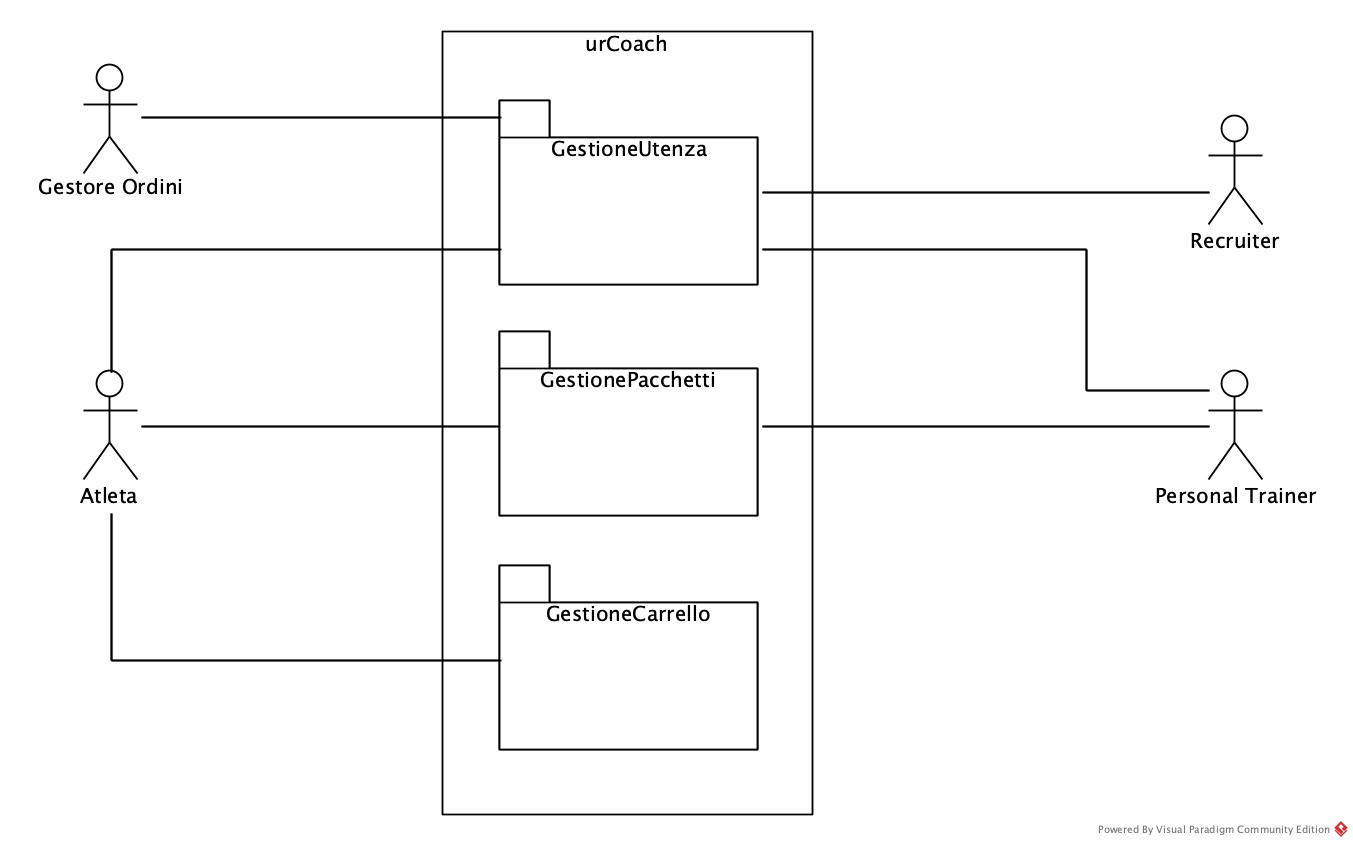 urCoach
GestioneUtenza
Gestore Ordini
Recruiter
GestionePacchetti
Atleta
Personal Trainer
GestioneCarrello
Powered By Visual Paradigm Community Edition